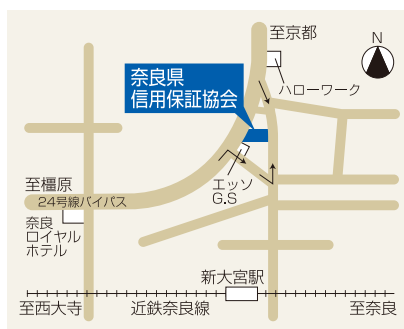 至京都
N
ハローワーク
奈良県
信用保証協会
エッソ
G.S
至橿原
24号線バイパス
奈良
ロイヤル
ホテル
新大宮駅
至西大寺
近鉄奈良線
至奈良